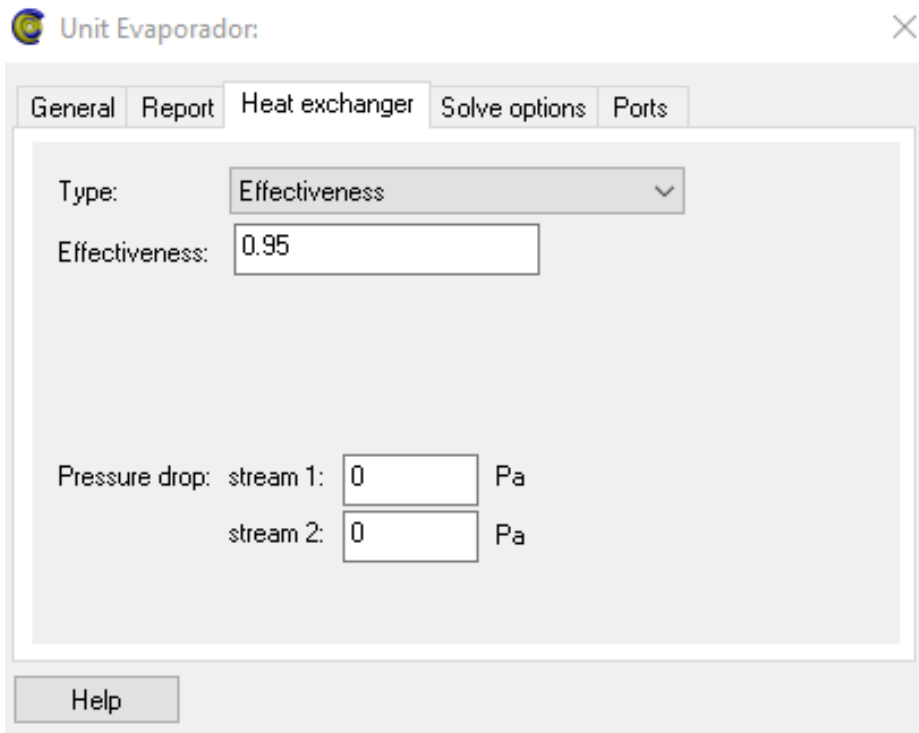 Unit Evaporador:
General Report Heat exchanger Solve options Ports
Type: Effectiveness
Effectiveness: 0.95
Pressure drop: stream 1: 0 Pa
stream 2: 0 Pa
Help